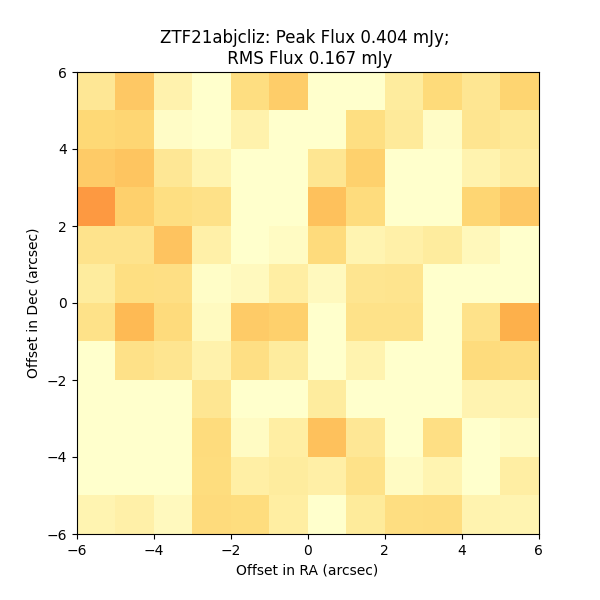 ZTF21abjcliz: Peak Flux 0.404 mJy;
RMS Flux 0.167 mJy
6
4
2
0
−2
−4
−6
Offset in Dec (arcsec)
−6 −4 −2 0 2 4 6
Offset in RA (arcsec)